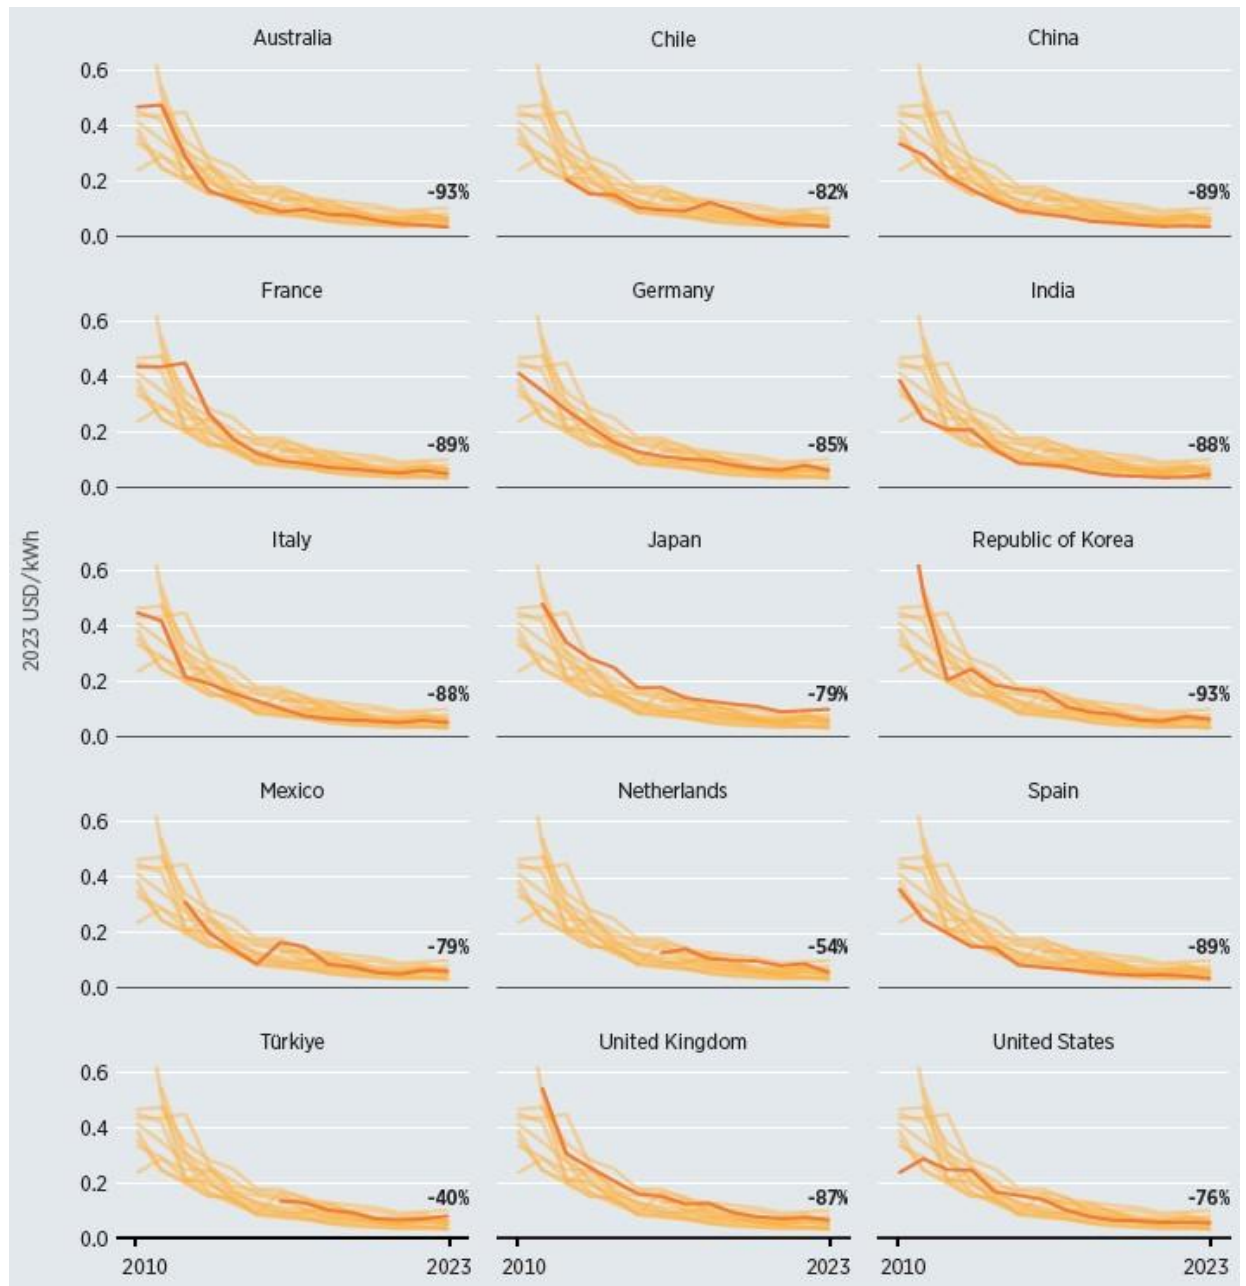 Australia
Chile
China
0.6
0.4
0.2
0.0
-93%
-82%
-89%
France
Germany
India
0.6
0.4
0.2
0.0
-89%
-85%
-88%
2023 USD/kWh
Italy
Japan
Republic of Korea
0.6
0.4
0.2
0.0
-88%
-79%
-93%
Mexico
Netherlands
Spain
0.6
0.4
0.2
0.0
-79%
-54%
-89%
Türkiye
United Kingdom
United States
0.6
0.4
0.2
0.0
-40%
-87%
-76%
2010
2023
2010
2023
2010
2023